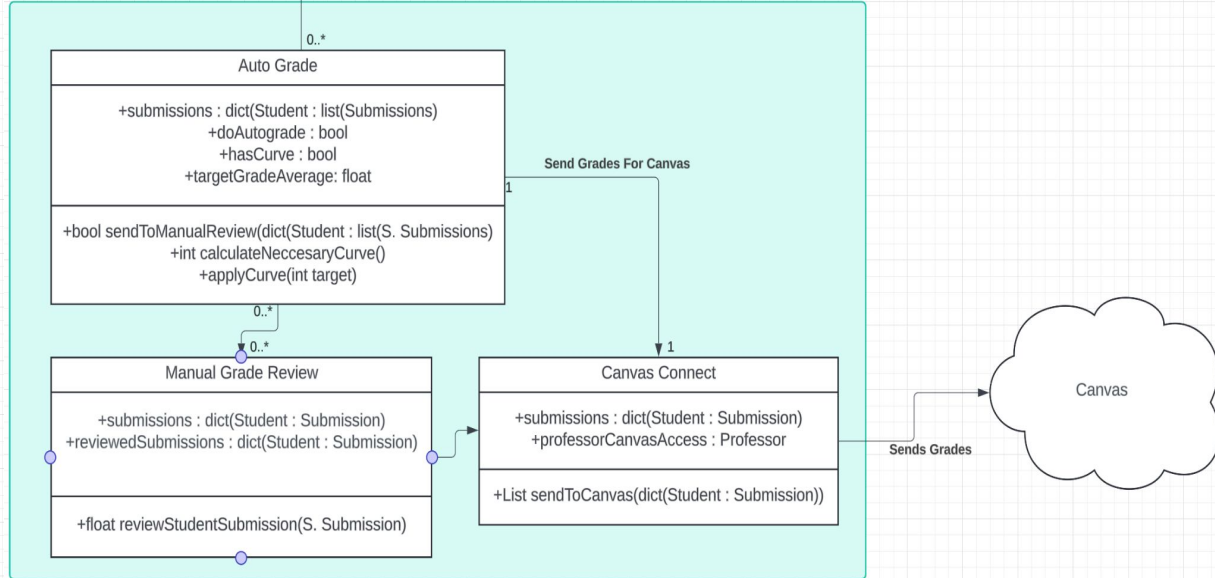 0..*
Auto Grade
+submissions : dict(Student : list(Submissions)
+doAutograde : bool
+hasCurve : bool
+targetGradeAverage: float
+bool sendToManualReview(dict(Student : list(S. Submissions)
+int calculateNeccesaryCurve()
+applyCurve(int target)
Send Grades For Canvas
1
0..*
0..*
1
Manual Grade Review
+submissions : dict(Student : Submission)
+reviewedSubmissions : dict(Student : Submission)
+float reviewStudentSubmission(S. Submission)
Canvas Connect
+submissions : dict(Student : Submission)
+professorCanvasAccess : Professor
+List sendToCanvas(dict(Student : Submission))
Sends Grades
Canvas